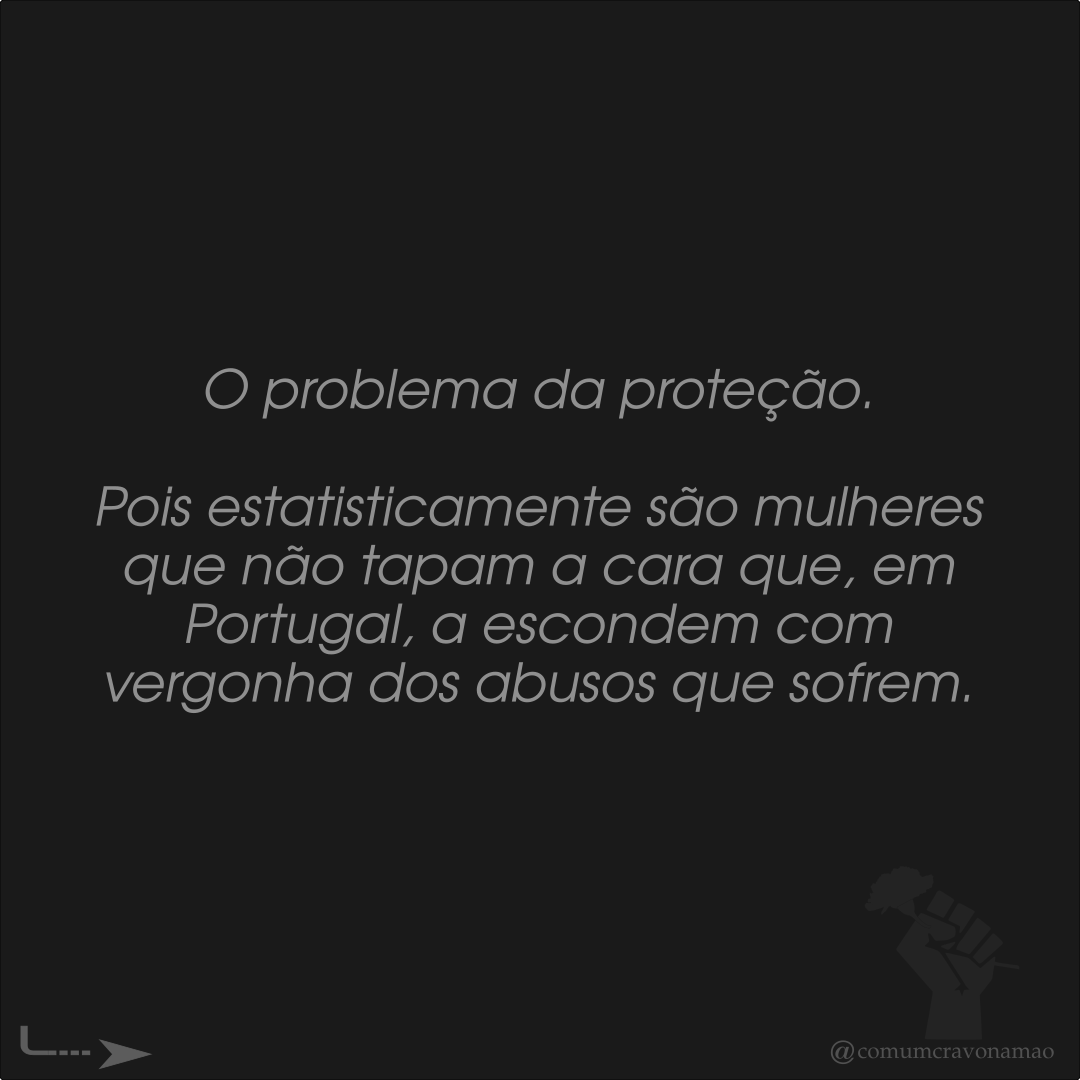 O problema da proteção.
Pois estatisticamente são mulheres
que não tapam a cara que, em
Portugal, a escondem com
vergonha dos abusos que sofrem.
@comumcravonamao